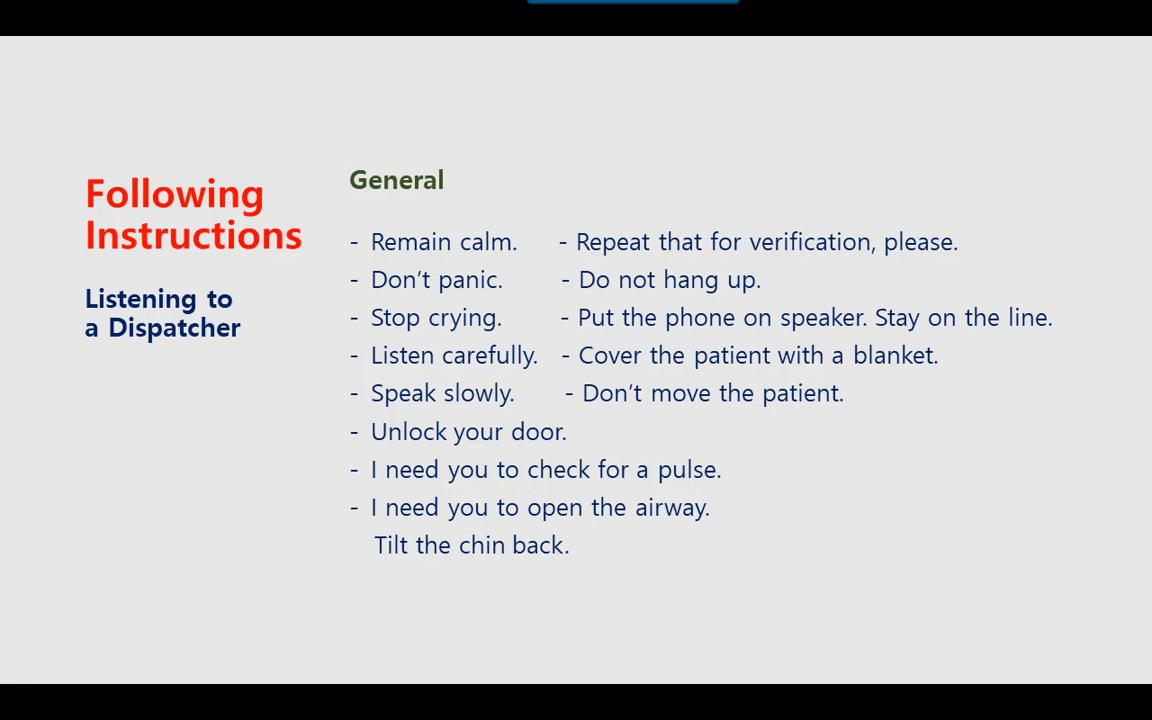 Following
Instructions
Listening to
a Dispatcher
General
- Remain calm. - Repeat that for verification, please.
- Don’t panic. - Do not hang up.
- Stop crying. - Put the phone on speaker. Stay on the line.
- Listen carefully. - Cover the patient with a blanket.
- Speak slowly. - Don’t move the patient.
- Unlock your door.
- I need you to check for a pulse.
- I need you to open the airway.
Tilt the chin back.